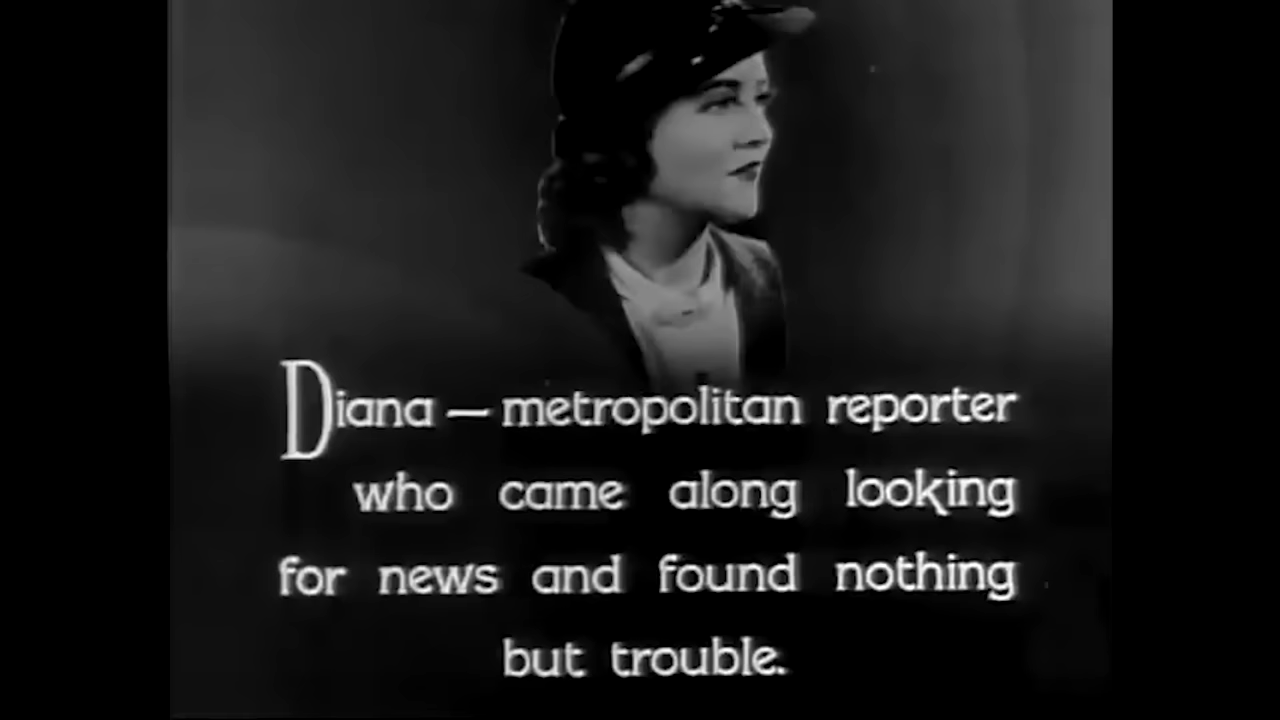 Diana — metropolitan reporter
who came along looking
for news and found nothing
but trouble.